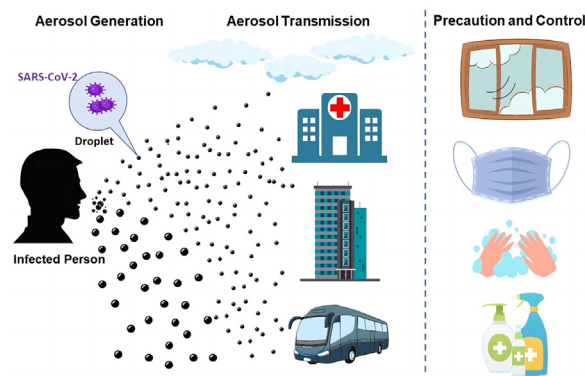 Aerosol Generation
Aerosol Transmission
Precaution and Control
SARS-CoV-2
Droplet
Infected Person